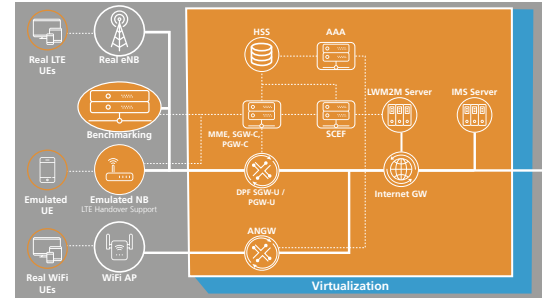 HSS
AAA
Real LTE
UEs
Real eNB
LWM2M Server
IMS Server
Benchmarking
MME, SGW-C,
PGW-C
SCEF
Emulated
UE
Emulated NB
LTE Handover Support
DPF SGW-U /
PGW-U
Internet GW
ANGW
Real WiFi
UEs
WiFi AP
Virtualization